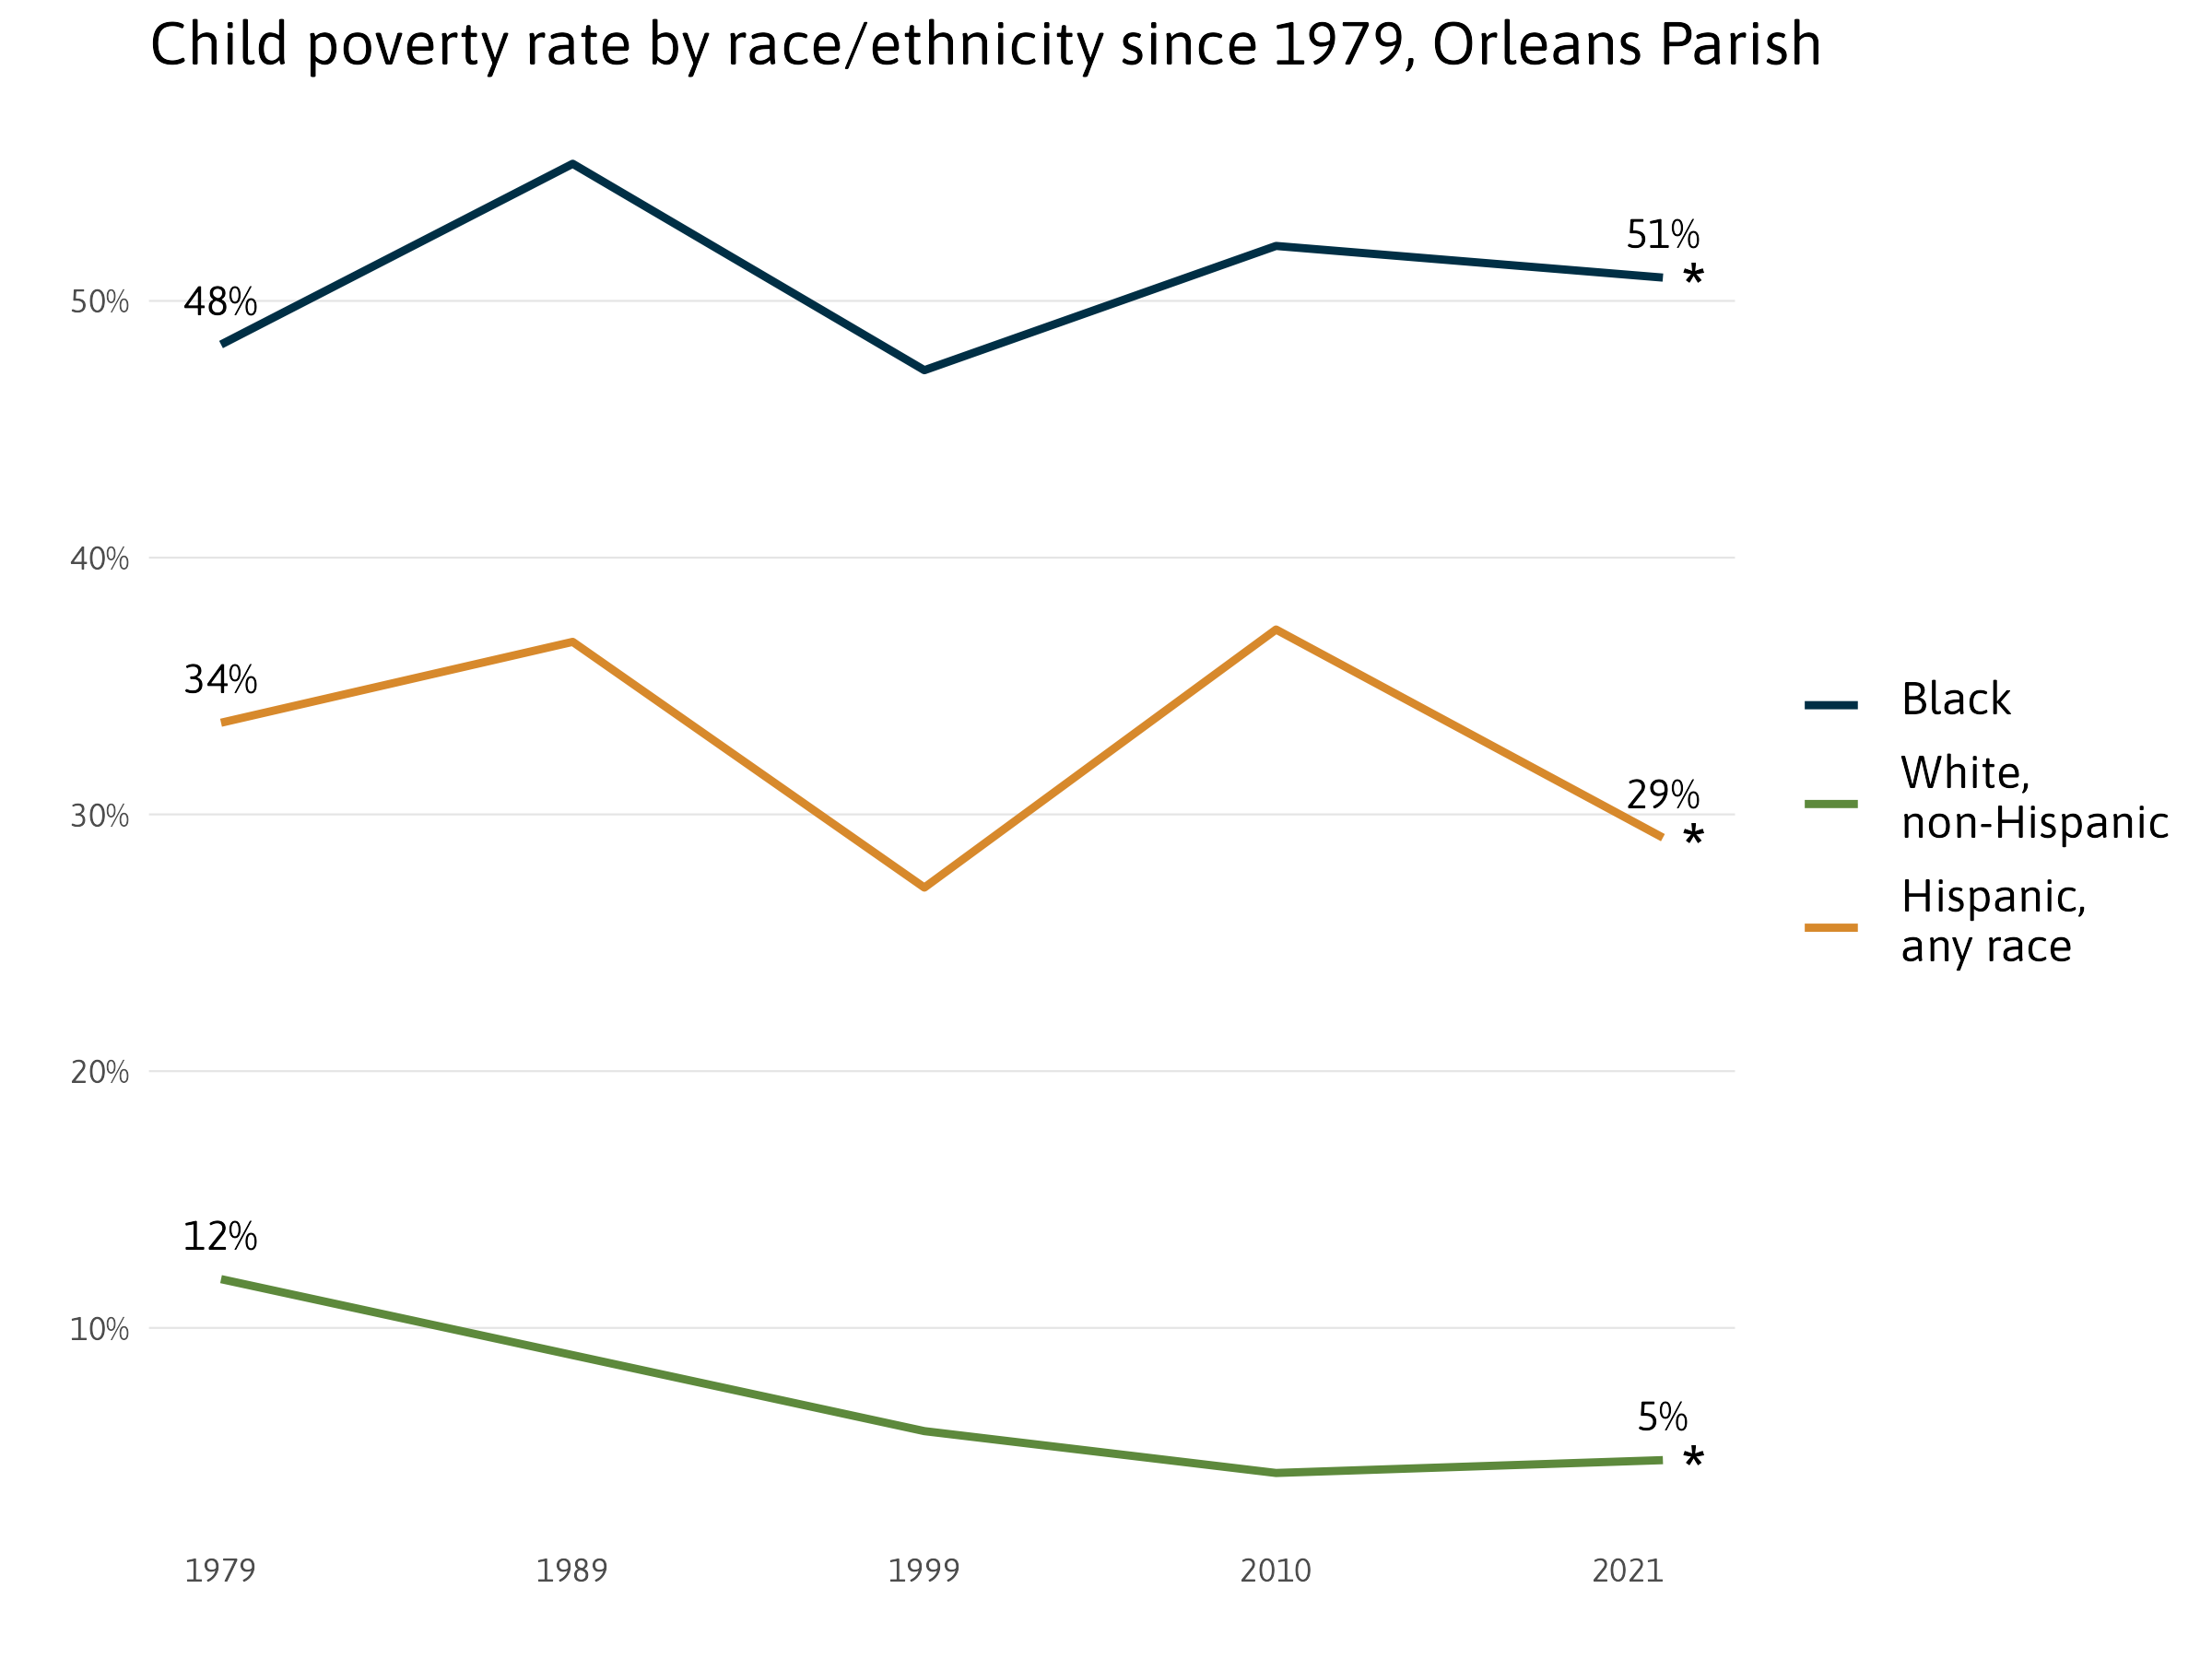 Child poverty rate by race/ethnicity since 1979, Orleans Parish
51%
*
48%
50%
40%
34%
29%
*
30%
20%
12%
10%
5%
*
1979 1989 1999 2010 2021
Black
White,
non-Hispanic
Hispanic,
any race